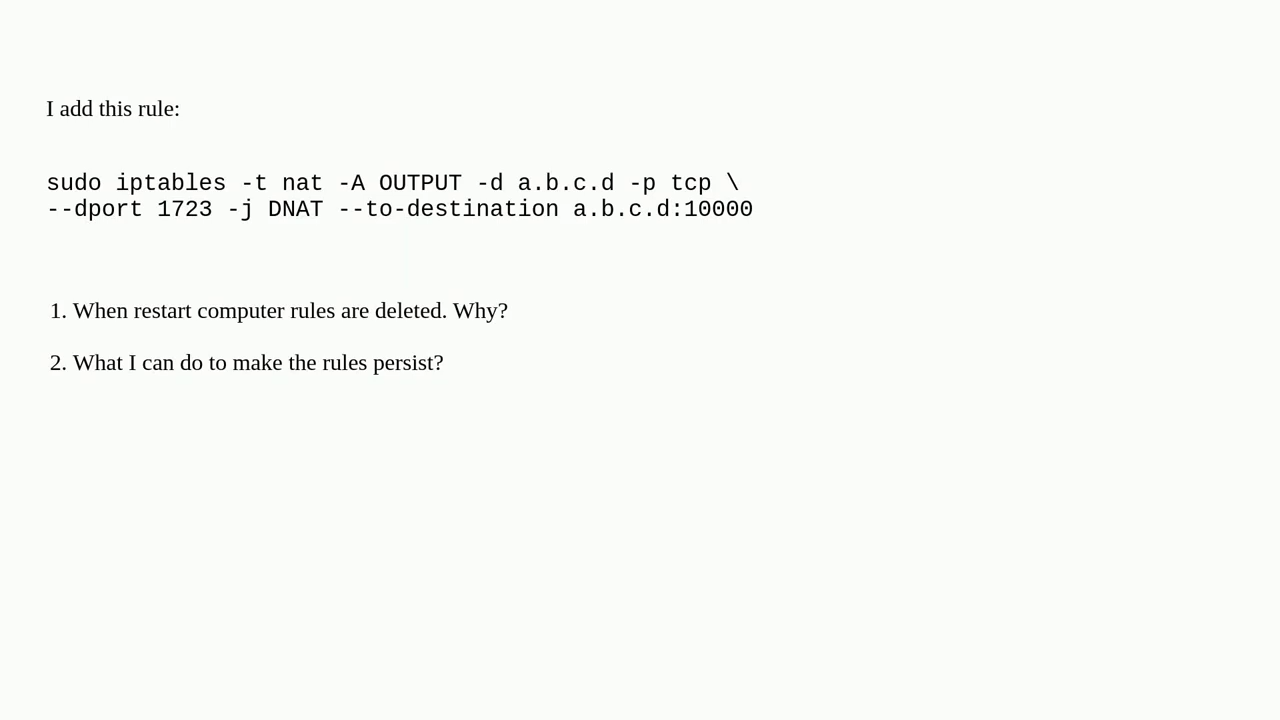 I add this rule:
sudo iptables -t nat -A OUTPUT -d a.b.c.d -p tcp \
--dport 1723 -j DNAT --to-destination a.b.c.d:10000
1. When restart computer rules are deleted. Why?
2. What I can do to make the rules persist?